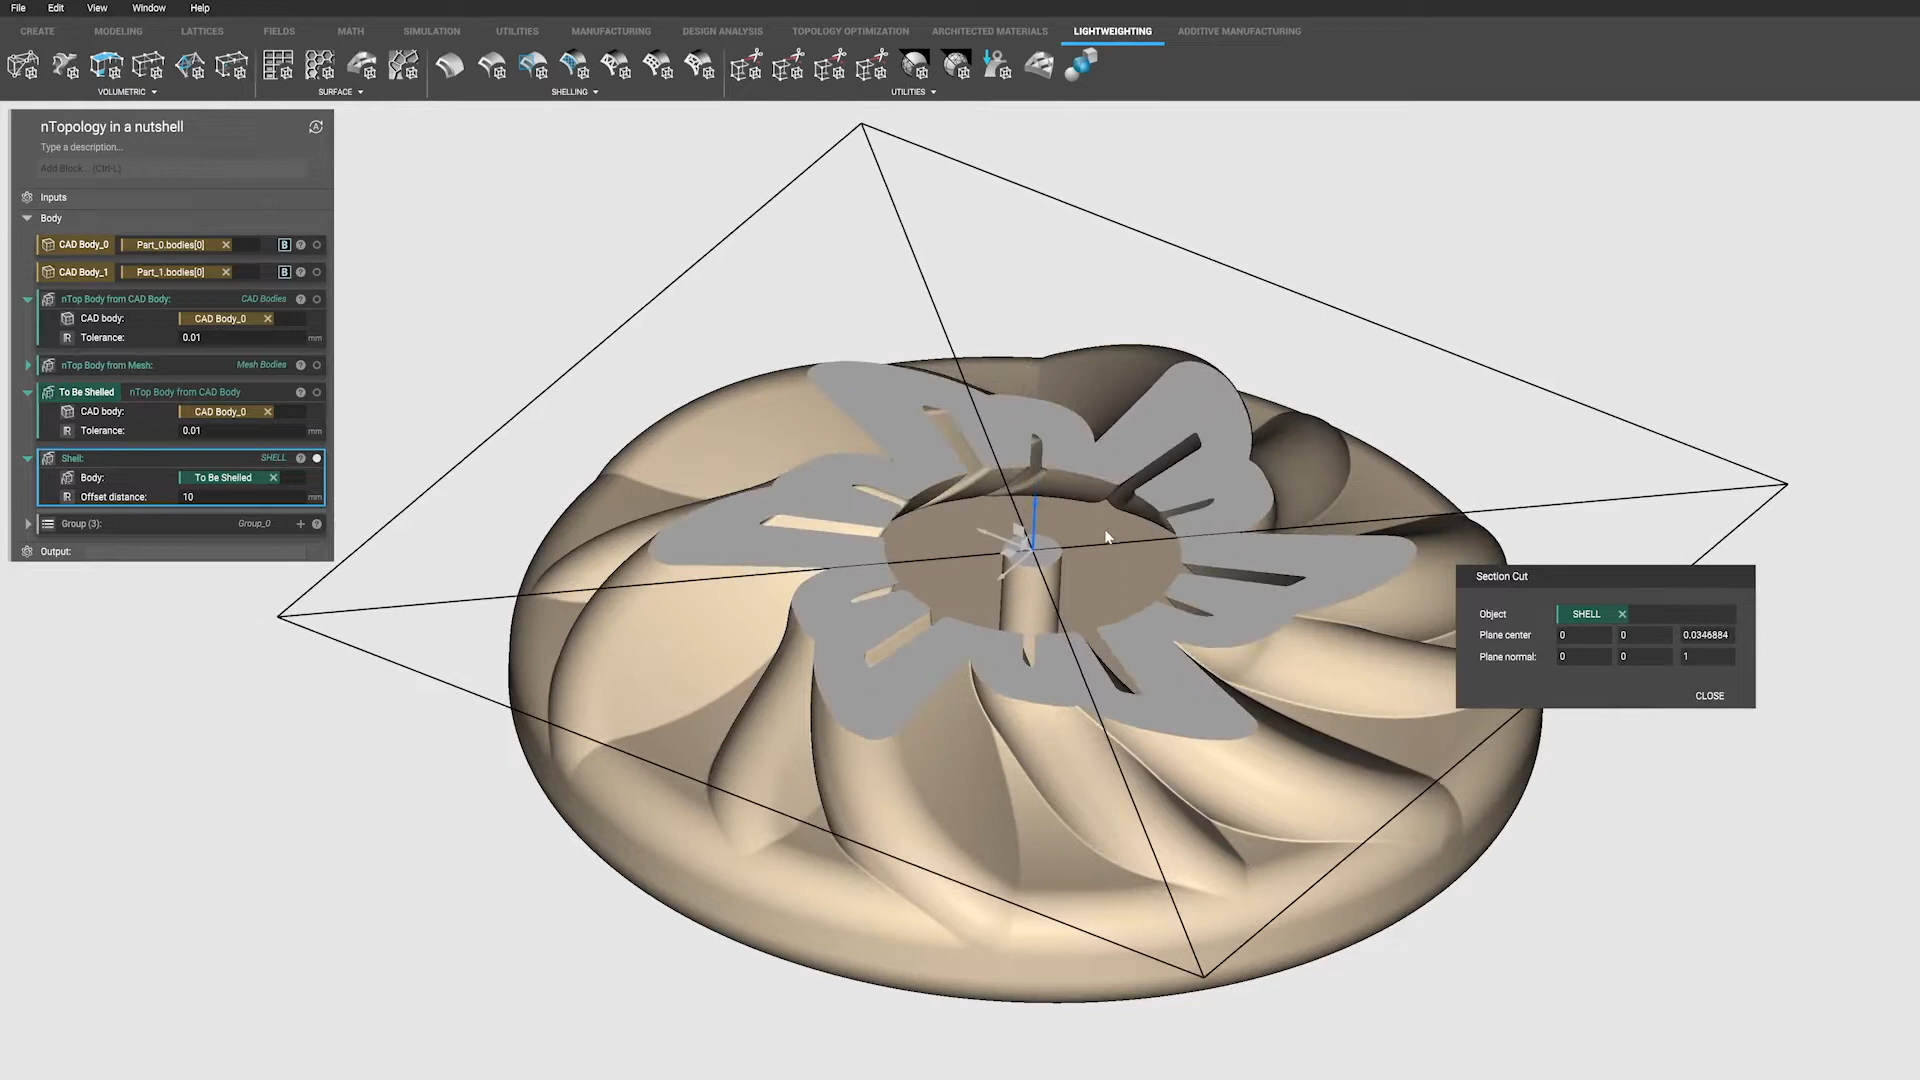 File Edit View Window Help
CREATE MODELING LATTICES FIELDS MATH SIMULATION UTILITIES MANUFACTURING DESIGN ANALYSIS TOPOLOGY OPTIMIZATION ARCHITECTED MATERIALS LIGHTWEIGHTING ADDITIVE MANUFACTURING
VOLUMETRIC SURFACE SHELLING UTILITIES
nTopology in a nutshell
Type a description...
Add Block... (Ctrl-L)
Inputs
Body
CAD Body_0 Part_0.bodies[0] B
CAD Body_1 Part_1.bodies[0] B
nTop Body from CAD Body: CAD Bodies
CAD body: CAD Body_0
Tolerance: 0.01 mm
nTop Body from Mesh: Mesh Bodies
To Be Shelled nTop Body from CAD Body
CAD body: CAD Body_0
Tolerance: 0.01 mm
Shell: SHELL
Body: To Be Shelled
Offset distance: 10 mm
Group (3): Group_0
Output:
Section Cut
Object SHELL
Plane center 0 0 0.0346884
Plane normal: 0 0 1
CLOSE